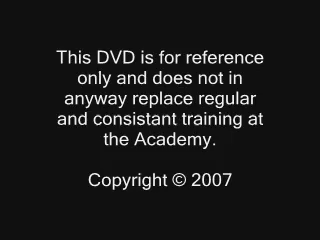 This DVD is for reference
only and does not in
anyway replace regular
and consistant training at
the Academy.
Copyright © 2007